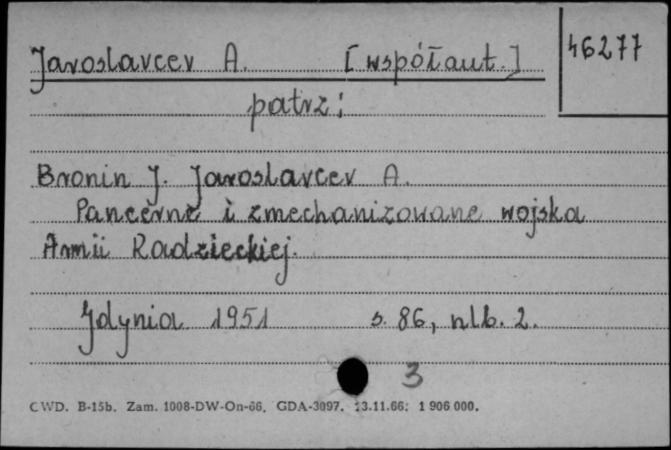 Jaroslavcev A. [współaut.]
46277
patrz:
Bronin J. Jaroslavcev A.
Pancerne i zmechanizowane wojska
Armii Radzieckiej.
Gdynia 1951 s. 86, nlb. 2.
3
CWD. B-15b. Zam. 1008-DW-On-66. GDA-3097. 13.11.66: 1 906 000.